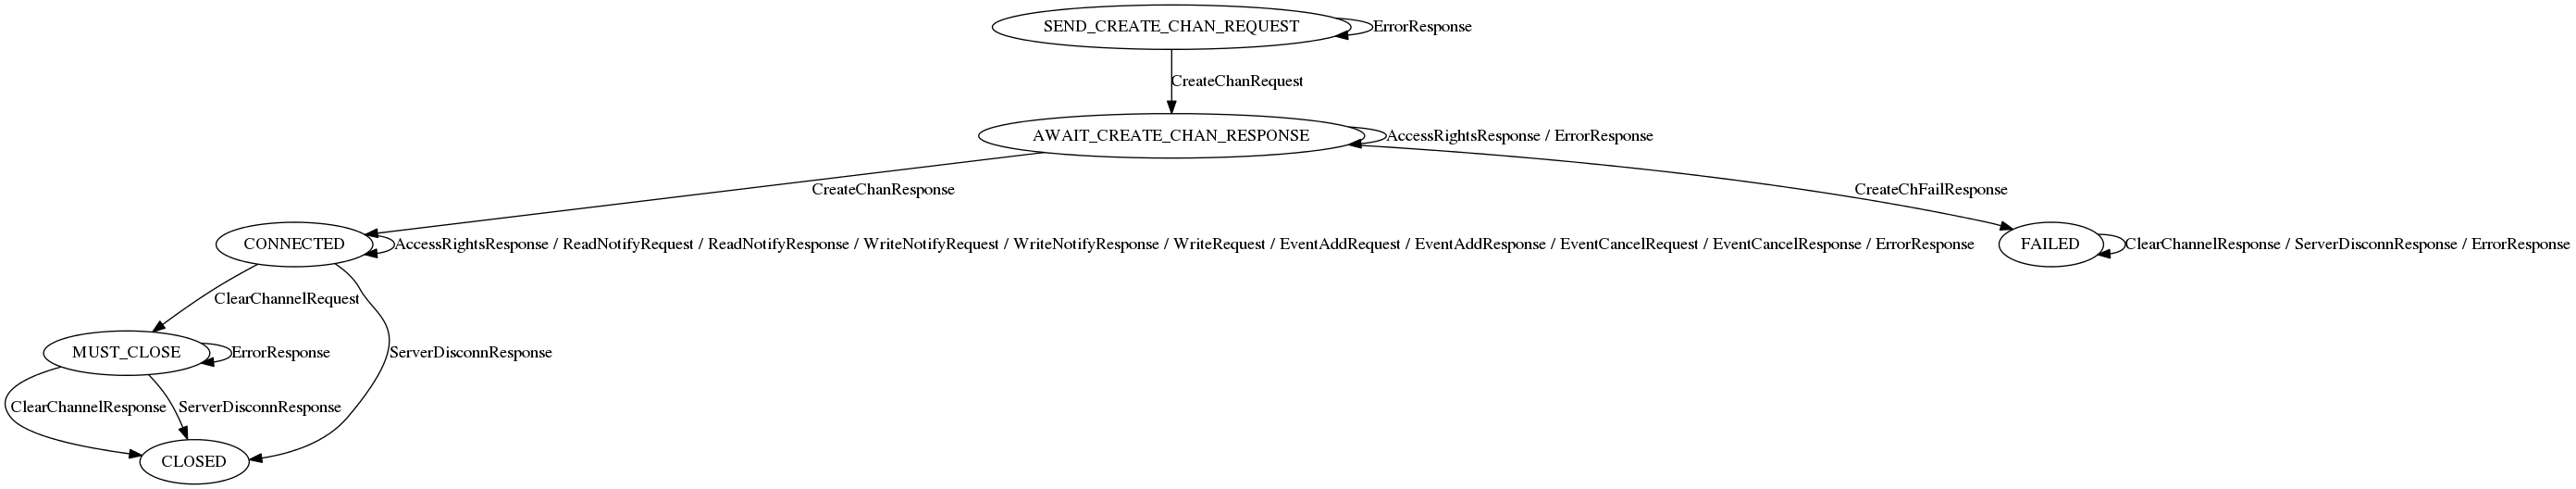 SEND_CREATE_CHAN_REQUEST
ErrorResponse
CreateChanRequest
AWAIT_CREATE_CHAN_RESPONSE
AccessRightsResponse / ErrorResponse
CreateChanResponse
CreateChFailResponse
CONNECTED
AccessRightsResponse / ReadNotifyRequest / ReadNotifyResponse / WriteNotifyRequest / WriteNotifyResponse / WriteRequest / EventAddRequest / EventAddResponse / EventCancelRequest / EventCancelResponse / ErrorResponse
FAILED
ClearChannelResponse / ServerDisconnResponse / ErrorResponse
ClearChannelRequest
MUST_CLOSE
ErrorResponse
ServerDisconnResponse
ClearChannelResponse
ServerDisconnResponse
CLOSED